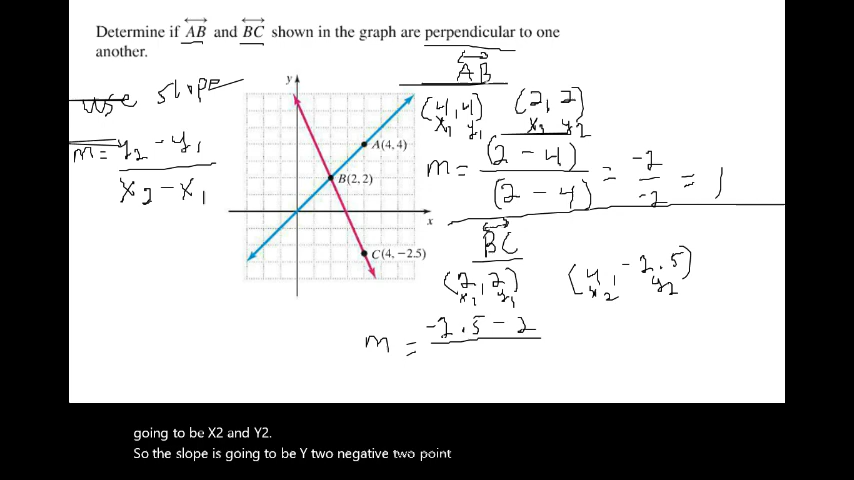 Determine if AB and BC shown in the graph are perpendicular to one
another.
use slope
m = y2 - y1
x2 - x1
y
A(4, 4)
B(2, 2)
x
C(4, −2.5)
AB
(4, 4) (2, 2)
x1 y1 x2 y2
m = (2 - 4) = -2 = 1
(2 - 4) -2
BC
(2, 2) (4, -2.5)
x1 y1 x2 y2
m = -2.5 - 2
going to be X2 and Y2.
So the slope is going to be Y two negative two point